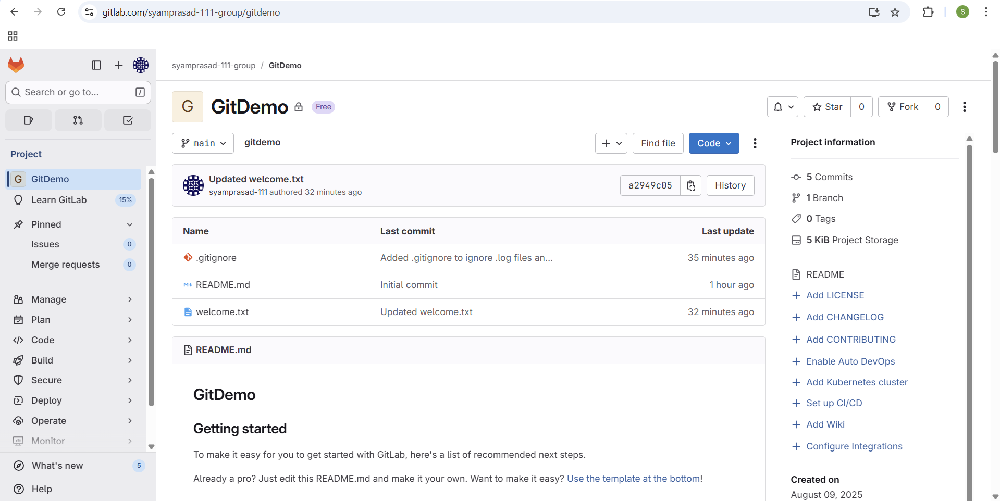 gitlab.com/syamprasad-111-group/gitdemo
S
Search or go to...
/
Project
G GitDemo
Learn GitLab 15%
Pinned
Issues 0
Merge requests 0
Manage
Plan
Code
Build
Secure
Deploy
Operate
Monitor
What's new 5
Help
syamprasad-111-group / GitDemo
G GitDemo Free
Star 0 Fork 0
main gitdemo Find file Code
Updated welcome.txt
syamprasad-111 authored 32 minutes ago
a2949c05 History
Name Last commit Last update
.gitignore Added .gitignore to ignore .log files an... 35 minutes ago
README.md Initial commit 1 hour ago
welcome.txt Updated welcome.txt 32 minutes ago
README.md
GitDemo
Getting started
To make it easy for you to get started with GitLab, here's a list of recommended next steps.
Already a pro? Just edit this README.md and make it your own. Want to make it easy? Use the template at the bottom!
Project information
5 Commits
1 Branch
0 Tags
5 KiB Project Storage
README
Add LICENSE
Add CHANGELOG
Add CONTRIBUTING
Enable Auto DevOps
Add Kubernetes cluster
Set up CI/CD
Add Wiki
Configure Integrations
Created on
August 09, 2025